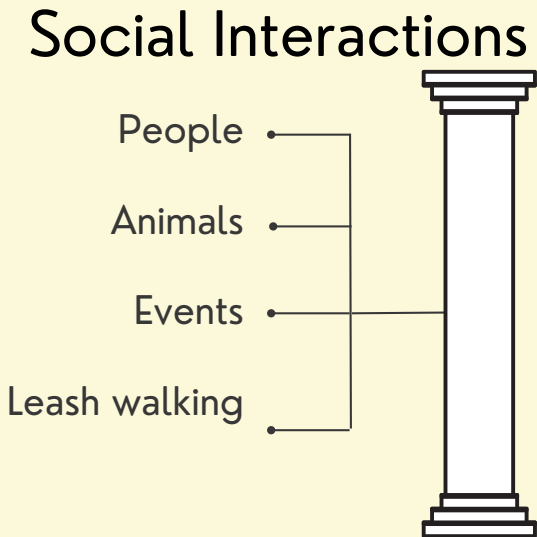 Social Interactions
People
Animals
Events
Leash walking